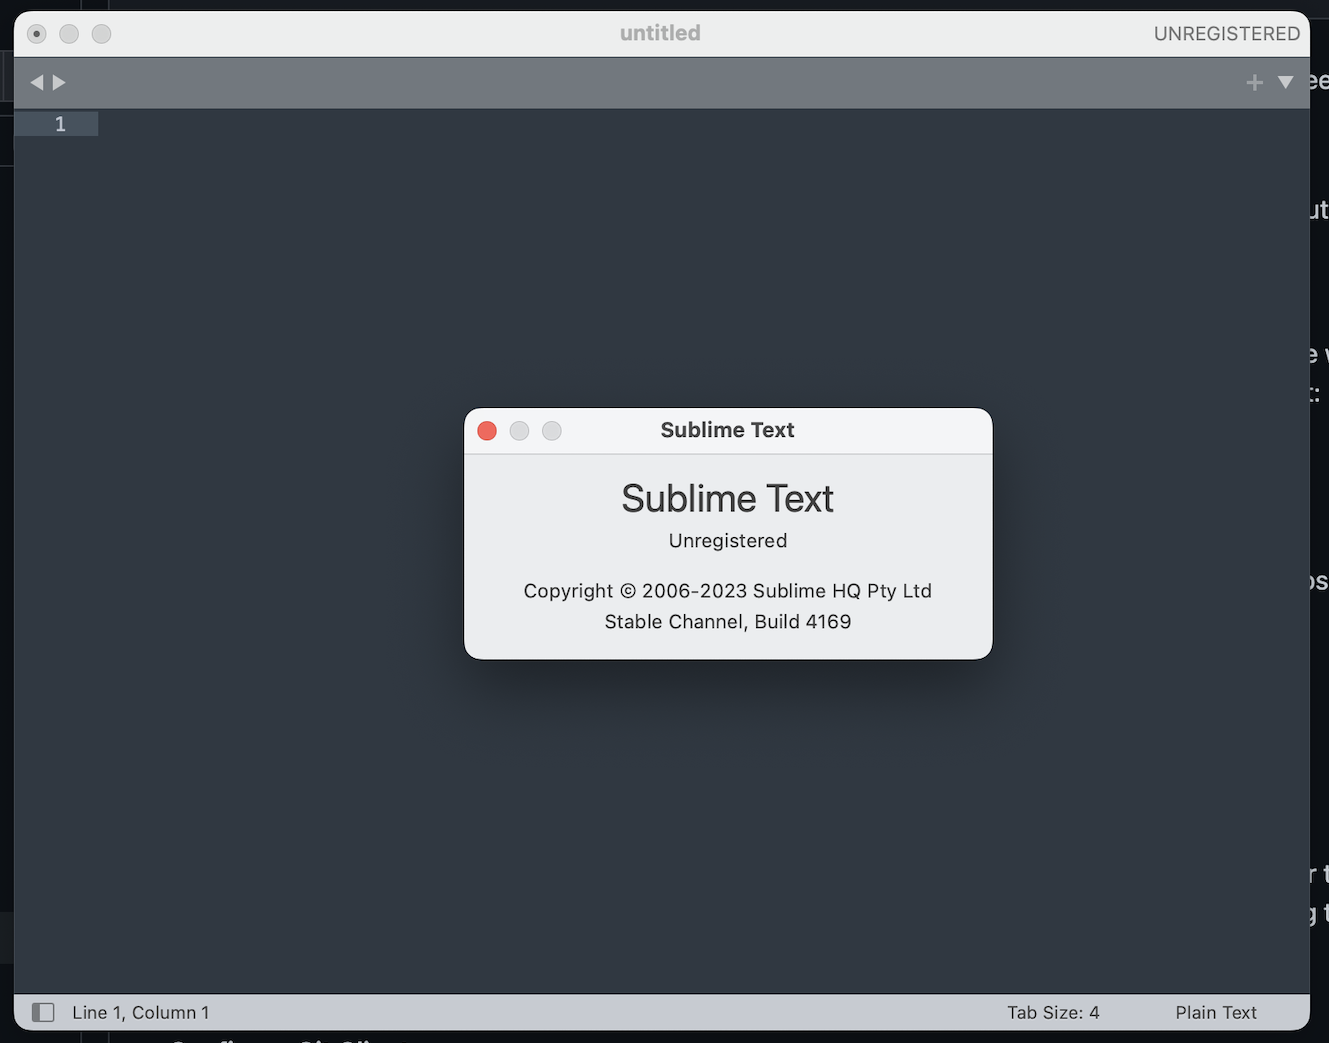 untitled
UNREGISTERED
1
Sublime Text
Sublime Text
Unregistered
Copyright © 2006-2023 Sublime HQ Pty Ltd
Stable Channel, Build 4169
Line 1, Column 1
Tab Size: 4
Plain Text